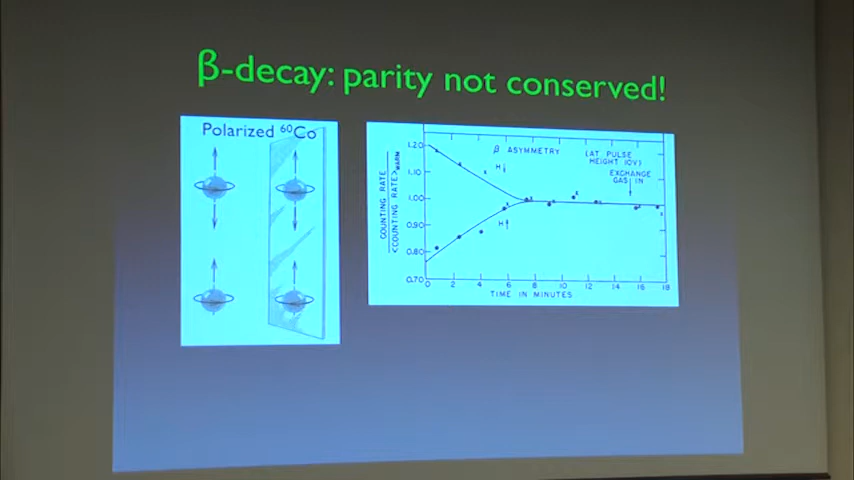 β-decay: parity not conserved!
Polarized ⁶⁰Co
β ASYMMETRY
(AT PULSE
HEIGHT 10V)
EXCHANGE
GAS IN
H↓
H↑
COUNTING RATE
<COUNTING RATE>WARM
1.20
1.10
1.00
0.90
0.80
0.70
0 2 4 6 8 10 12 14 16 18
TIME IN MINUTES